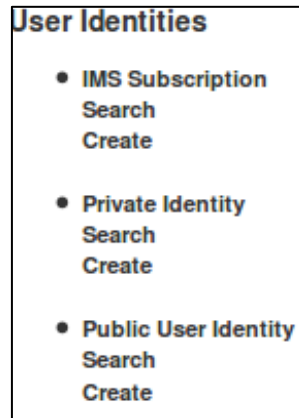 User Identities
IMS Subscription
Search
Create
Private Identity
Search
Create
Public User Identity
Search
Create